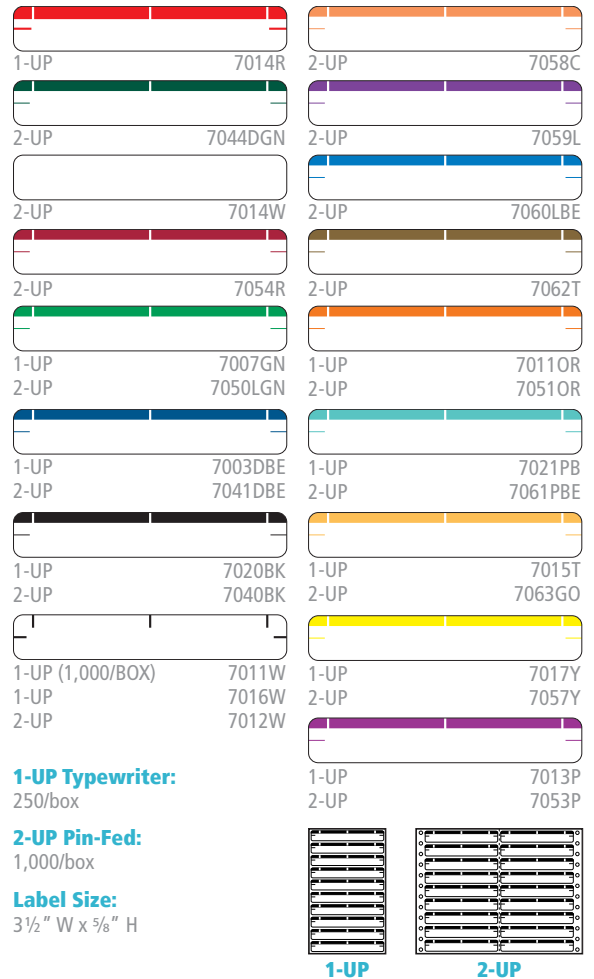 1-UP 7014R
2-UP 7044DGN
2-UP 7014W
2-UP 7054R
1-UP 7007GN
2-UP 7050LGN
1-UP 7003DBE
2-UP 7041DBE
1-UP 7020BK
2-UP 7040BK
1-UP (1,000/BOX) 7011W
1-UP 7016W
2-UP 7012W
1-UP Typewriter:
250/box
2-UP Pin-Fed:
1,000/box
Label Size:
3½" W x ⅝" H
2-UP 7058C
2-UP 7059L
2-UP 7060LBE
2-UP 7062T
1-UP 7011OR
2-UP 7051OR
1-UP 7021PB
2-UP 7061PBE
1-UP 7015T
2-UP 7063GO
1-UP 7017Y
2-UP 7057Y
1-UP 7013P
2-UP 7053P
1-UP 2-UP